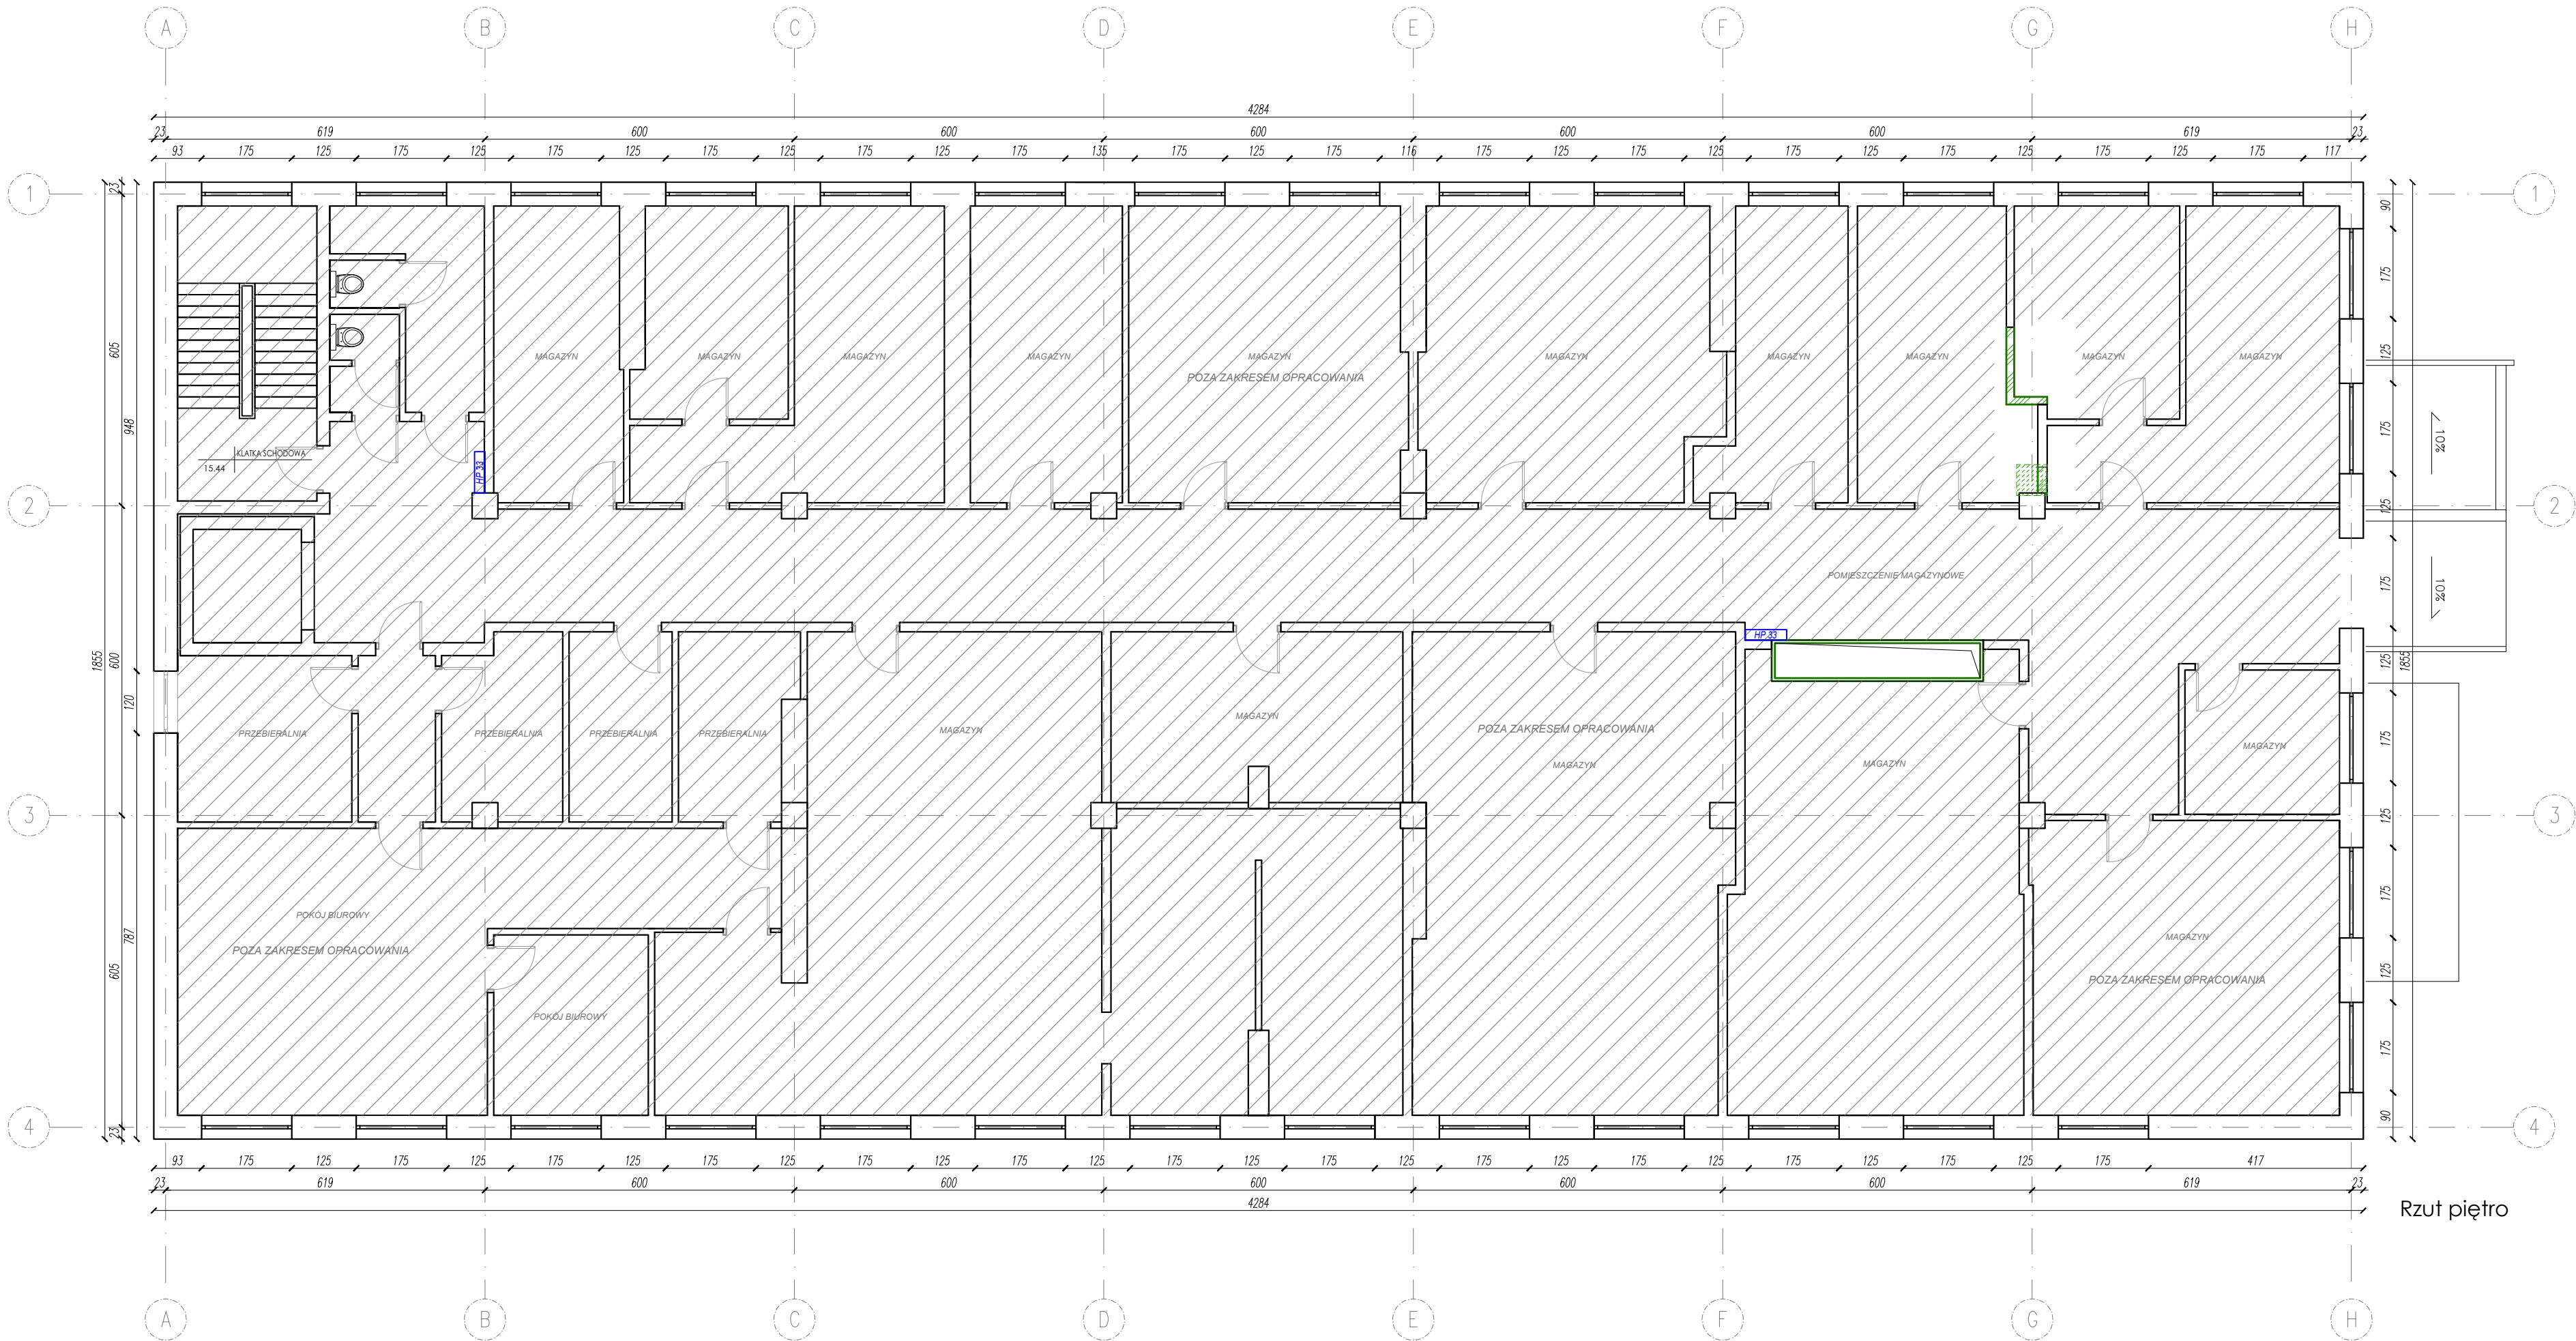 A B C D E F G H
4284
23 619 600 600 600 600 600 619 23
93 175 125 175 125 175 125 175 125 175 125 175 135 175 125 175 116 175 125 175 125 175 125 175 125 175 125 175 117
1 1
23
90
175
605
125
MAGAZYN MAGAZYN MAGAZYN MAGAZYN MAGAZYN MAGAZYN MAGAZYN MAGAZYN MAGAZYN MAGAZYN
POZA ZAKRESEM OPRACOWANIA
948
175
10%
KLATKA SCHODOWA
15.44
HP 33
2 2
125
POMIESZCZENIE MAGAZYNOWE
175
10%
HP 33
1855
600
125
1855
120
PRZEBIERALNIA PRZEBIERALNIA PRZEBIERALNIA PRZEBIERALNIA
MAGAZYN
MAGAZYN
POZA ZAKRESEM OPRACOWANIA
MAGAZYN
MAGAZYN
MAGAZYN
175
3 3
125
175
POKÓJ BIUROWY
POZA ZAKRESEM OPRACOWANIA
787
605
MAGAZYN
POZA ZAKRESEM OPRACOWANIA
125
POKÓJ BIUROWY
175
90
23
4 4
93 175 125 175 125 175 125 175 125 175 125 175 125 175 125 175 125 175 125 175 125 175 125 175 125 175 417
23 619 600 600 600 600 600 619 23
4284
Rzut piętro
A B C D E F G H